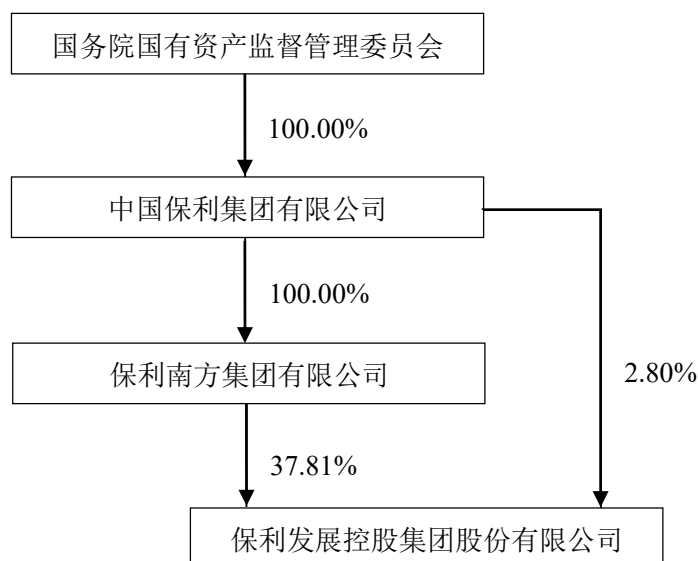 国务院国有资产监督管理委员会
100.00%
中国保利集团有限公司
100.00%
保利南方集团有限公司
2.80%
37.81%
保利发展控股集团股份有限公司